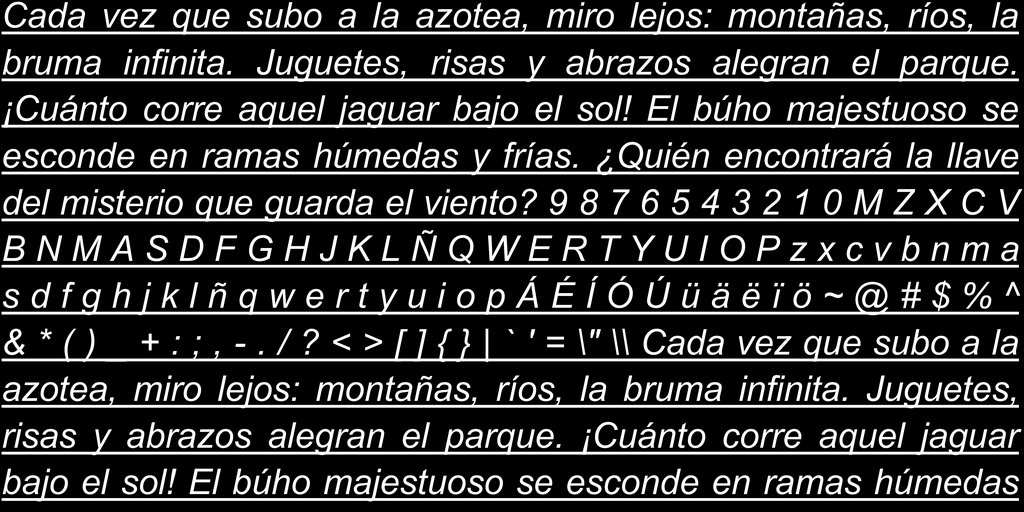 Cada vez que subo a la azotea, miro lejos: montañas, ríos, la
bruma infinita. Juguetes, risas y abrazos alegran el parque.
¡Cuánto corre aquel jaguar bajo el sol! El búho majestuoso se
esconde en ramas húmedas y frías. ¿Quién encontrará la llave
del misterio que guarda el viento? 9 8 7 6 5 4 3 2 1 0 M Z X C V
B N M A S D F G H J K L Ñ Q W E R T Y U I O P z x c v b n m a
s d f g h j k l ñ q w e r t y u i o p Á É Í Ó Ú ü ä ë ï ö ~ @ # $ % ^
& * ( ) _ + : ; , - . / ? < > [ ] { } | ` ' = \" \\ Cada vez que subo a la
azotea, miro lejos: montañas, ríos, la bruma infinita. Juguetes,
risas y abrazos alegran el parque. ¡Cuánto corre aquel jaguar
bajo el sol! El búho majestuoso se esconde en ramas húmedas